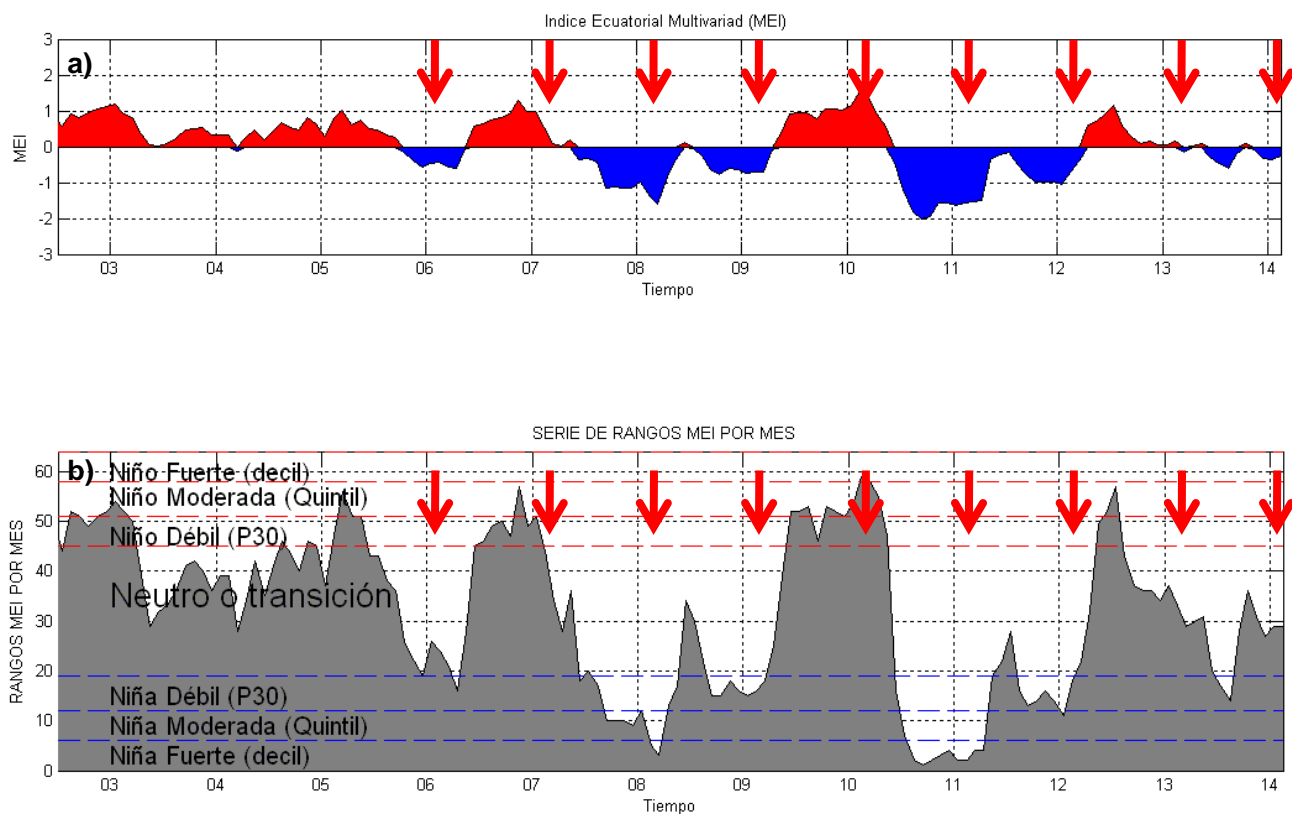 Indice Ecuatorial Multivariad (MEI)
a)
MEI
3
2
1
0
-1
-2
-3
03 04 05 06 07 08 09 10 11 12 13 14
Tiempo
SERIE DE RANGOS MEI POR MES
b)
RANGOS MEI POR MES
60
50
40
30
20
10
0
Niño Fuerte (decil)
Niño Moderada (Quintil)
Niño Débil (P30)
Neutro o transición
Niña Débil (P30)
Niña Moderada (Quintil)
Niña Fuerte (decil)
03 04 05 06 07 08 09 10 11 12 13 14
Tiempo